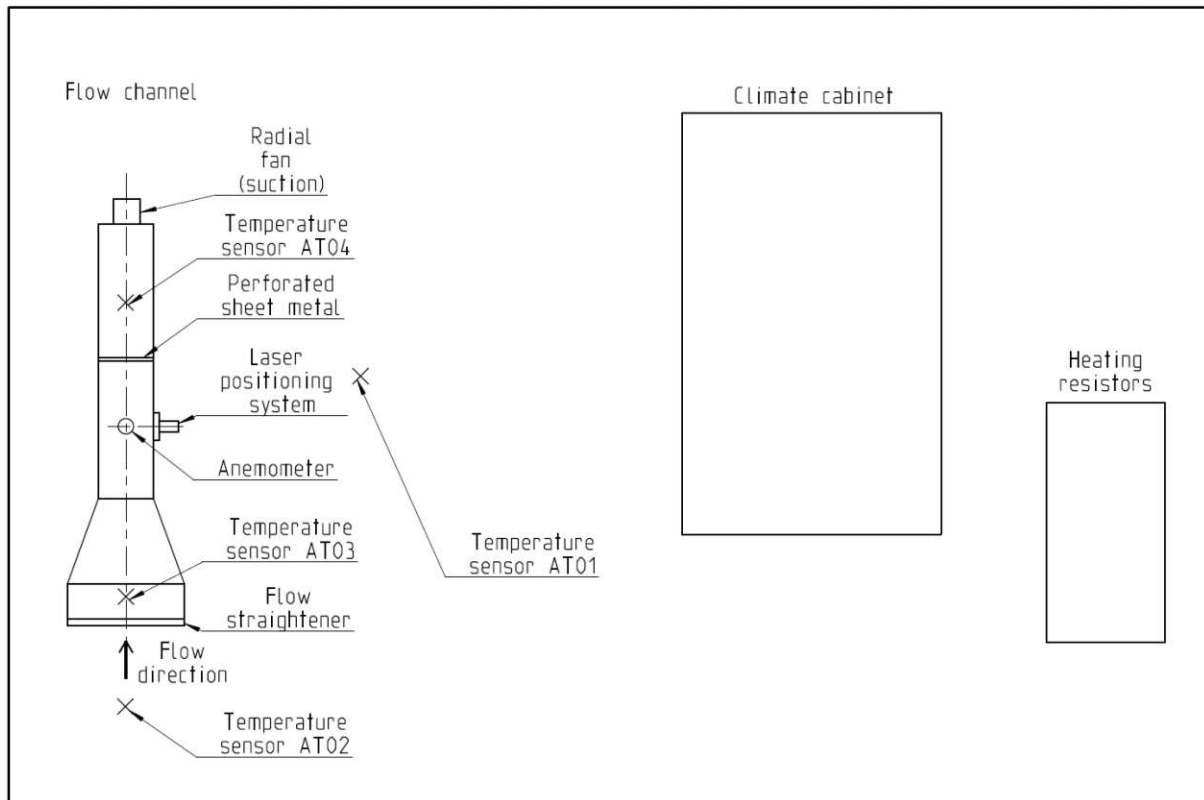 Flow channel
Climate cabinet
Radial
fan
(suction)
Temperature
sensor AT04
Perforated
sheet metal
Laser
positioning
system
Heating
resistors
Anemometer
Temperature
sensor AT03
Temperature
sensor AT01
Flow
straightener
Flow
direction
Temperature
sensor AT02